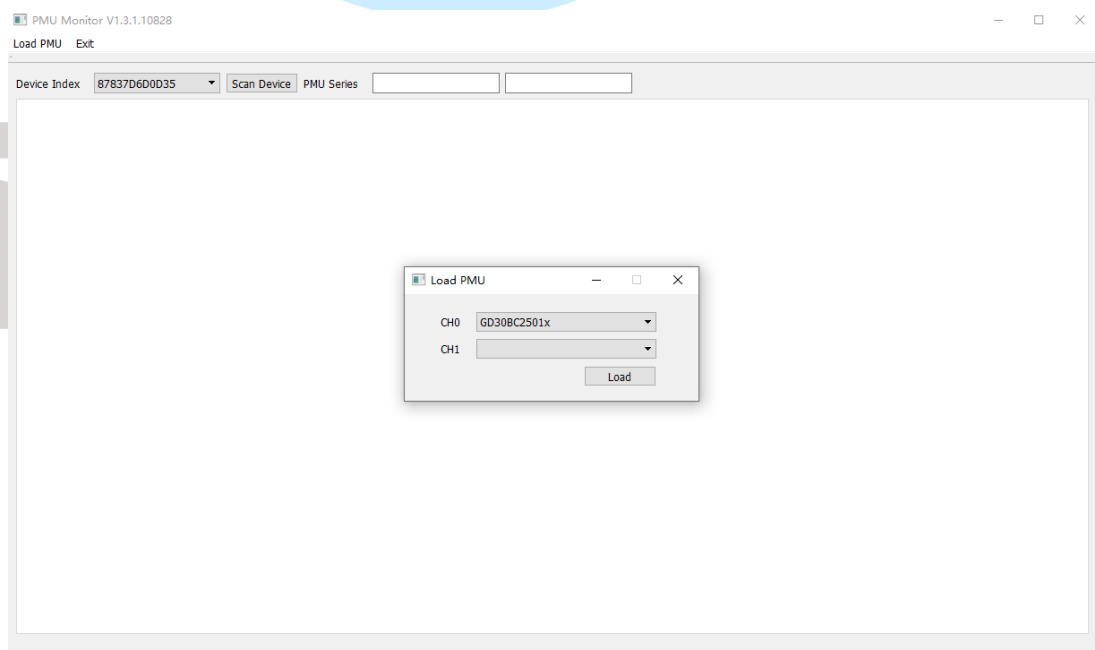 PMU Monitor V1.3.1.10828
Load PMU Exit
Device Index 87837D6D0D35 Scan Device PMU Series
Load PMU
CH0 GD30BC2501x
CH1
Load